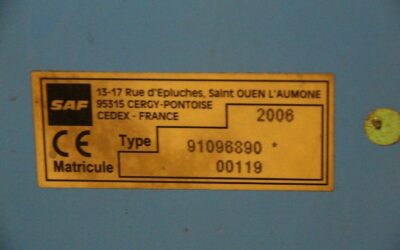 SAF
13-17 Rue d'Epluches, Saint OUEN L'AUMONE
95315 CERGY-PONTOISE
CEDEX - FRANCE
2006
CE
Type 91096890 *
Matricule 00119